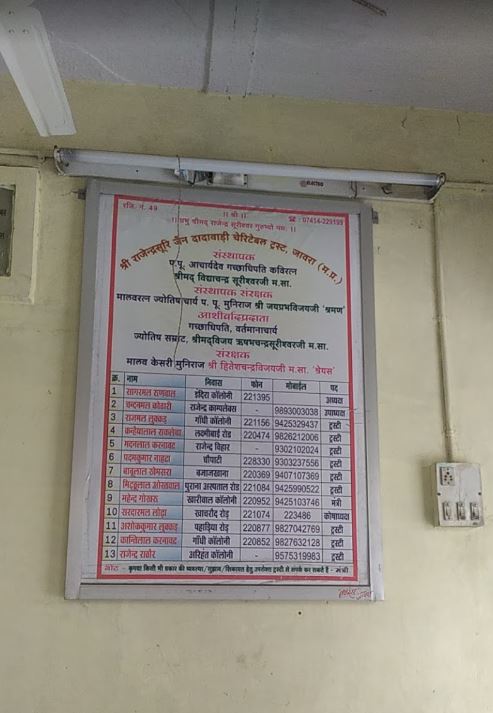 रजि. नं. 49
|| श्री ||
☎ : 07414-229199
|| प्रभु श्रीमद् राजेन्द्र सूरीश्वर गुरुभ्यो नमः ||
श्री राजेन्द्रसूरि जैन दादावाड़ी चेरिटेबल ट्रस्ट, जावरा (म.प्र.)
संस्थापक
प.पू. आचार्यदेव गच्छाधिपति कविरत्न
श्रीमद् विद्याचन्द्र सूरीश्वरजी म.सा.
संस्थापक संरक्षक
मालवरत्न ज्योतिषाचार्य प. पू. मुनिराज श्री जयप्रभविजयजी 'श्रमण'
आशीर्वादप्रदाता
गच्छाधिपति, वर्तमानाचार्य
ज्योतिष सम्राट, श्रीमद्विजय ऋषभचन्द्रसूरीश्वरजी म.सा.
संरक्षक
मालव केसरी मुनिराज श्री हितेशचन्द्रविजयजी म.सा. 'श्रेयस'
क्र. नाम निवास फोन मोबाईल पद
1 सागरमल इंदिरा कॉलोनी 221395 अध्यक्ष
2 चन्दनमल कोठारी राजेन्द्र काम्पलेक्स - 9893003038 उपाध्यक्ष
3 राजमल लुक्कड़ गाँधी कॉलोनी 221156 9425329437 ट्रस्टी
4 कन्हैयालाल लक्ष्मीबाई रोड 220474 9826212006 ट्रस्टी
5 मदनलाल करनावट राजेन्द्र विहार - 9302102024 ट्रस्टी
6 पदमकुमार नाहटा चौपाटी 228330 9303237556 ट्रस्टी
7 बाबूलाल बजाजखाना 220369 9407107369 ट्रस्टी
8 मिट्ठूलाल ओस्तवाल पुराना अस्पताल रोड 221084 9425990522 ट्रस्टी
9 महेन्द्र गोखरू खारीवाल कॉलोनी 220952 9425103746 मंत्री
10 सरदारमल लोढ़ा खाचरौद रोड़ 221074 223486 कोषाध्यक्ष
11 अशोककुमार लुक्कड़ पहाड़िया रोड़ 220877 9827042769 ट्रस्टी
12 कान्तिलाल करनावट गाँधी कॉलोनी 220852 9827632128 ट्रस्टी
13 राजेन्द्र राठौर अरिहंत कॉलोनी - 9575319983 ट्रस्टी
नोट - कृपया किसी भी प्रकार की व्यवस्था/सुझाव/शिकायत हेतु उपरोक्त ट्रस्टी से संपर्क कर सकते हैं - मंत्री